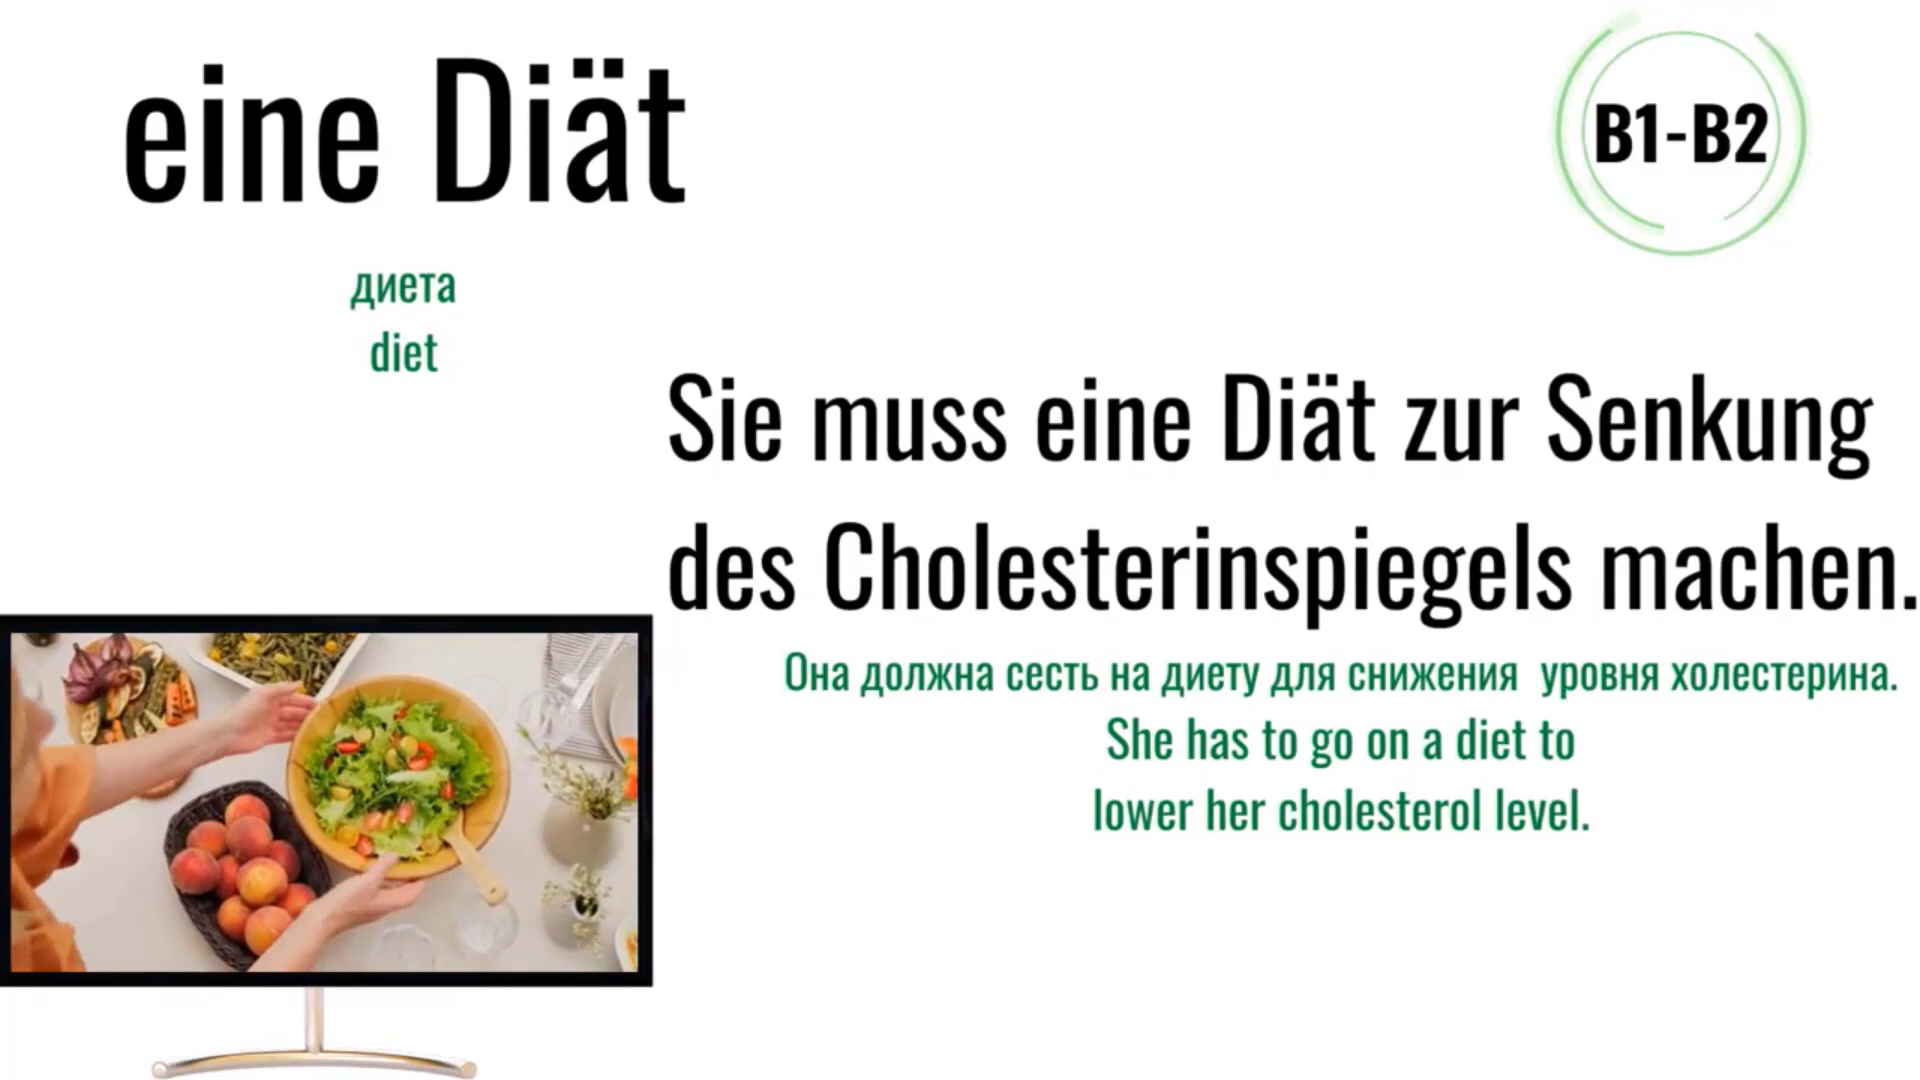 eine Diät
B1-B2
диета
diet
Sie muss eine Diät zur Senkung
des Cholesterinspiegels machen.
Она должна сесть на диету для снижения  уровня холестерина.
She has to go on a diet to
lower her cholesterol level.